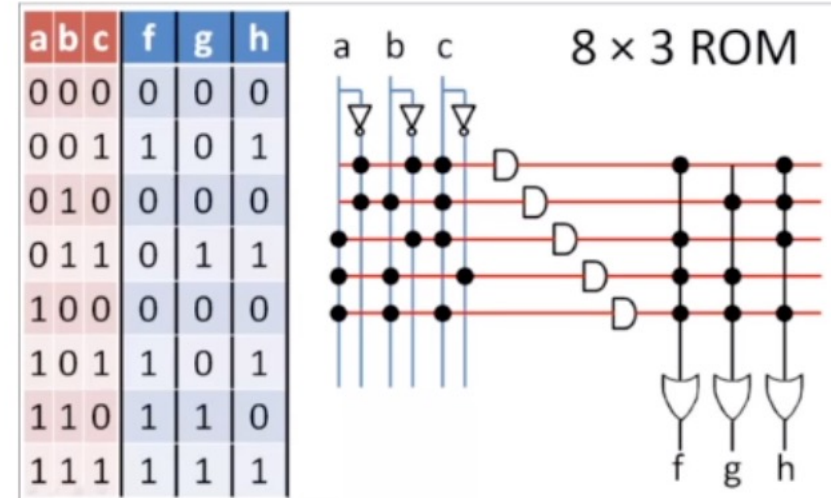 a b c f g h
0 0 0 0 0 0
0 0 1 1 0 1
0 1 0 0 0 0
0 1 1 0 1 1
1 0 0 0 0 0
1 0 1 1 0 1
1 1 0 1 1 0
1 1 1 1 1 1
a b c
8 × 3 ROM
f g h